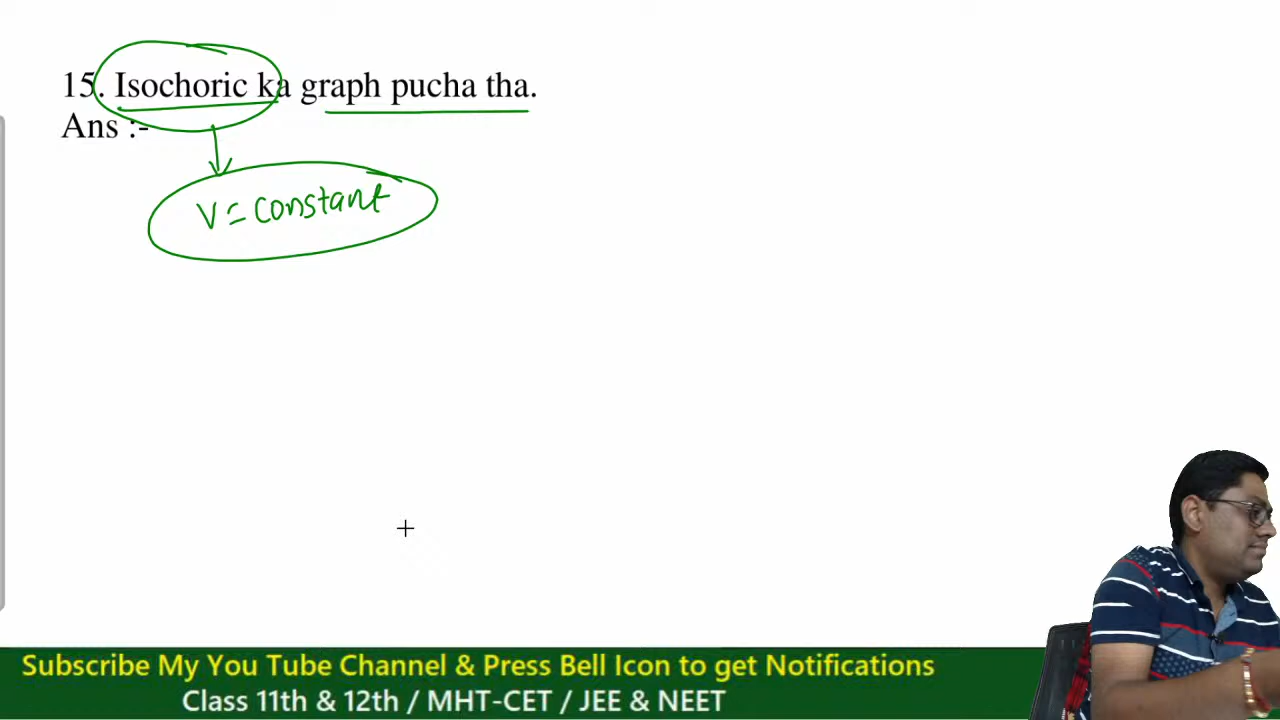 15. Isochoric ka graph pucha tha.
Ans :-
V = constant
Subscribe My You Tube Channel & Press Bell Icon to get Notifications
Class 11th & 12th / MHT-CET / JEE & NEET